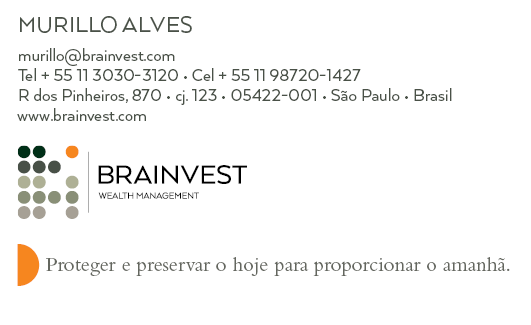 MURILLO ALVES
murillo@brainvest.com
Tel + 55 11 3030-3120 • Cel + 55 11 98720-1427
R dos Pinheiros, 870 • cj. 123 • 05422-001 • São Paulo • Brasil
www.brainvest.com
BRAINVEST
WEALTH MANAGEMENT
Proteger e preservar o hoje para proporcionar o amanhã.